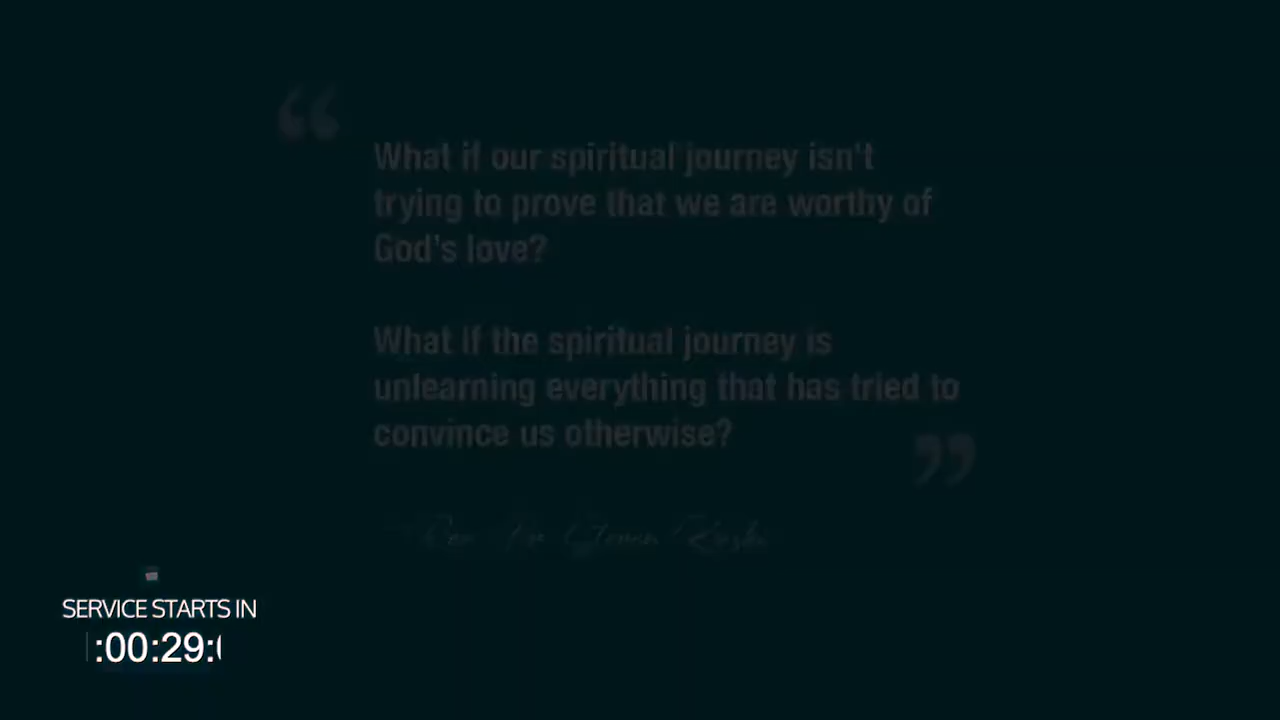 “
What if our spiritual journey isn't
trying to prove that we are worthy of
God's love?
What if the spiritual journey is
unlearning everything that has tried to
convince us otherwise?
”
SERVICE STARTS IN
:00:29: